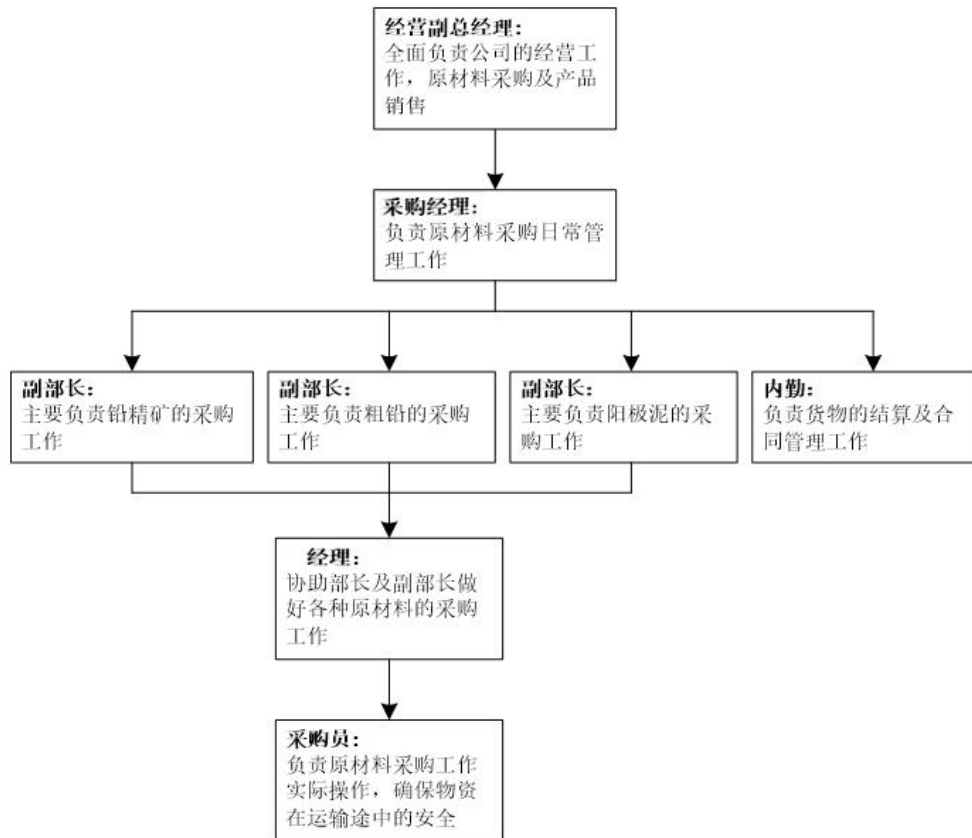 经营副总经理：
全面负责公司的经营工
作，原材料采购及产品
销售
采购经理：
负责原材料采购日常管
理工作
副部长：
主要负责铅精矿的采购
工作
副部长：
主要负责粗铅的采购
工作
副部长：
主要负责阳极泥的采
购工作
内勤：
负责货物的结算及合
同管理工作
经理：
协助部长及副部长做
好各种原材料的采购
工作
采购员：
负责原材料采购工作
实际操作，确保物资
在运输途中的安全